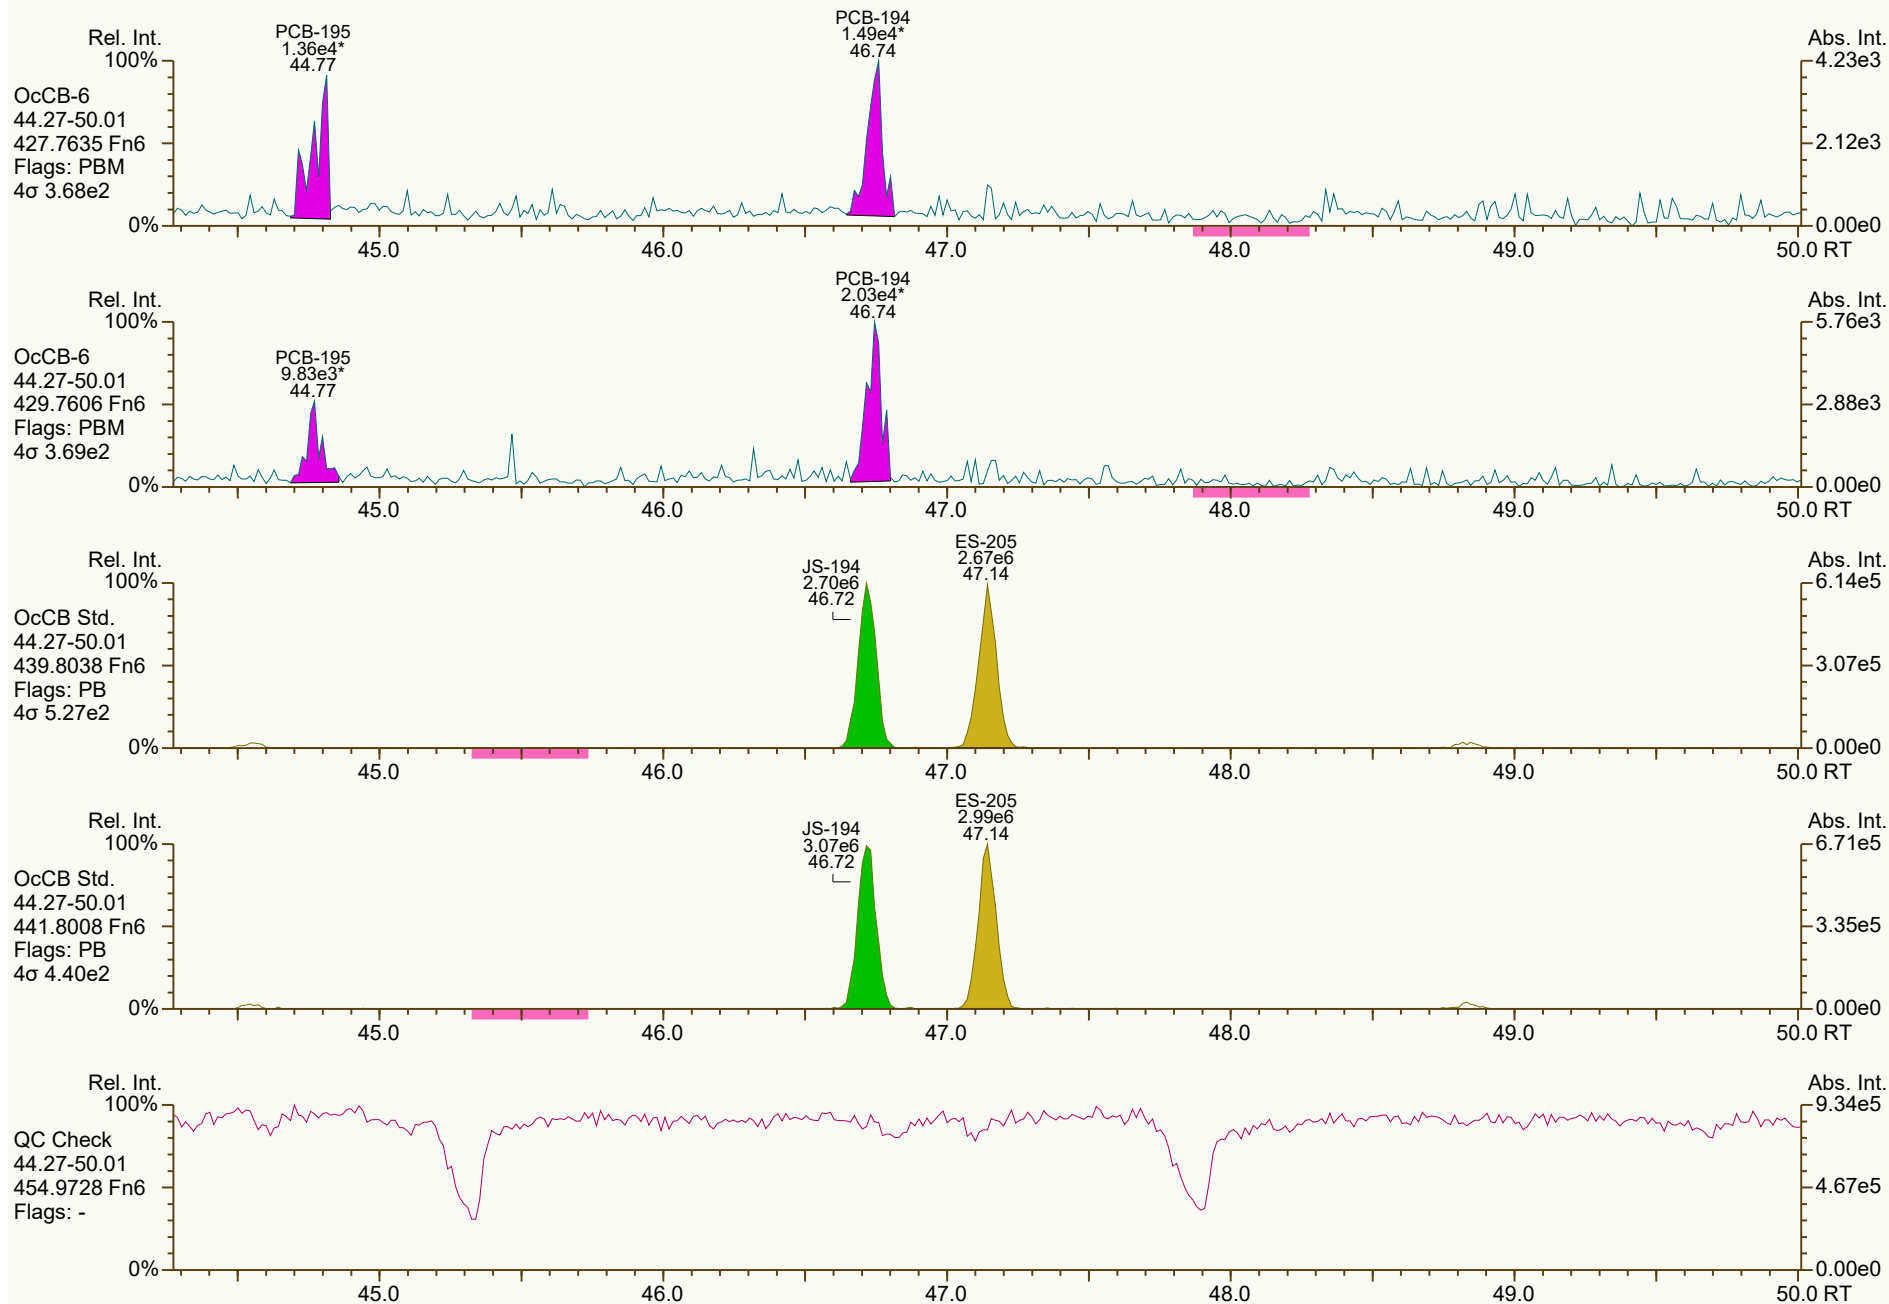 PCB-195
1.36e4*
44.77
PCB-194
1.49e4*
46.74
Rel. Int.
Abs. Int.
100%
4.23e3
OcCB-6
44.27-50.01
427.7635 Fn6
2.12e3
Flags: PBM
4σ 3.68e2
0%
0.00e0
45.0 46.0 47.0 48.0 49.0 50.0 RT
PCB-194
2.03e4*
46.74
Rel. Int.
Abs. Int.
100%
5.76e3
PCB-195
9.83e3*
44.77
OcCB-6
44.27-50.01
429.7606 Fn6
2.88e3
Flags: PBM
4σ 3.69e2
0%
0.00e0
45.0 46.0 47.0 48.0 49.0 50.0 RT
ES-205
2.67e6
47.14
JS-194
2.70e6
46.72
Rel. Int.
Abs. Int.
100%
6.14e5
OcCB Std.
44.27-50.01
439.8038 Fn6
3.07e5
Flags: PB
4σ 5.27e2
0%
0.00e0
45.0 46.0 47.0 48.0 49.0 50.0 RT
ES-205
2.99e6
47.14
JS-194
3.07e6
46.72
Rel. Int.
Abs. Int.
100%
6.71e5
OcCB Std.
44.27-50.01
441.8008 Fn6
3.35e5
Flags: PB
4σ 4.40e2
0%
0.00e0
45.0 46.0 47.0 48.0 49.0 50.0 RT
Rel. Int.
Abs. Int.
100%
9.34e5
QC Check
44.27-50.01
454.9728 Fn6
4.67e5
Flags: -
0%
0.00e0
45.0 46.0 47.0 48.0 49.0 50.0 RT